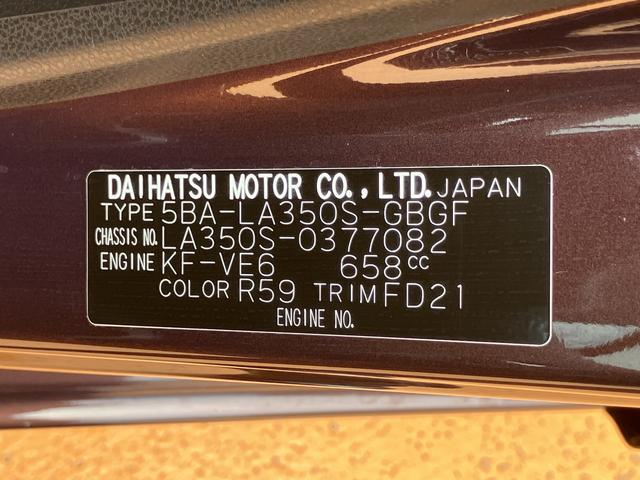 DAIHATSU MOTOR CO., LTD. JAPAN
TYPE 5BA-LA350S-GBGF
CHASSIS NO. LA350S-0377082
ENGINE KF-VE6 658cc
COLOR R59 TRIM FD21
ENGINE NO.